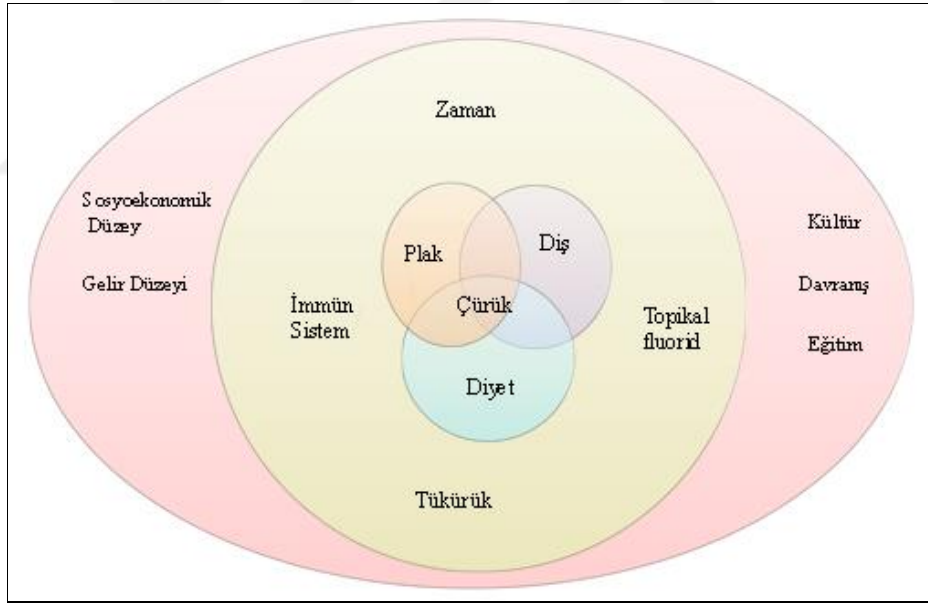 Zaman
Sosyoekonomik
Düzey
Gelir Düzeyi
Plak
Diş
Çürük
Diyet
İmmün
Sistem
Topikal
fluorid
Tükürük
Kültür
Davranış
Eğitim